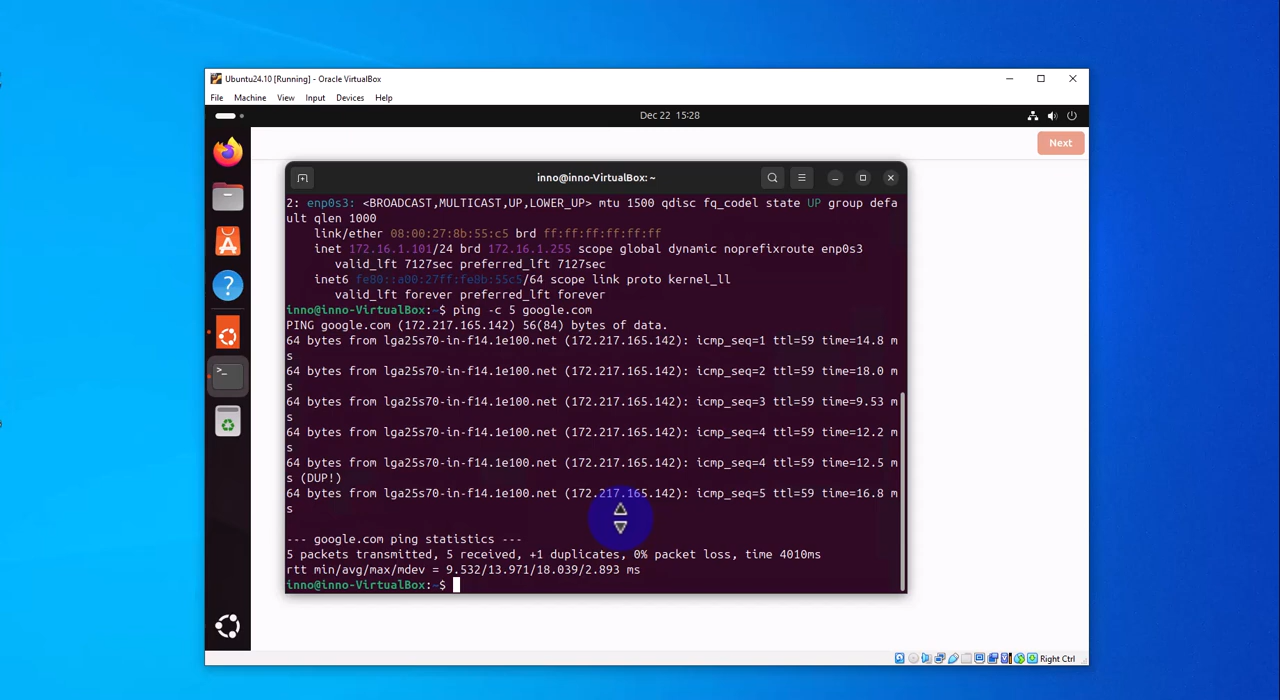 Ubuntu24.10 [Running] - Oracle VirtualBox
File Machine View Input Devices Help
Dec 22 15:28
Next
inno@inno-VirtualBox: ~
2: enp0s3: <BROADCAST,MULTICAST,UP,LOWER_UP> mtu 1500 qdisc fq_codel state UP group defa
ult qlen 1000
link/ether 08:00:27:8b:55:c5 brd ff:ff:ff:ff:ff:ff
inet 172.16.1.101/24 brd 172.16.1.255 scope global dynamic noprefixroute enp0s3
valid_lft 7127sec preferred_lft 7127sec
inet6 fe80::a00:27ff:fe8b:55c5/64 scope link proto kernel_ll
valid_lft forever preferred_lft forever
inno@inno-VirtualBox:~$ ping -c 5 google.com
PING google.com (172.217.165.142) 56(84) bytes of data.
64 bytes from lga25s70-in-f14.1e100.net (172.217.165.142): icmp_seq=1 ttl=59 time=14.8 m
s
64 bytes from lga25s70-in-f14.1e100.net (172.217.165.142): icmp_seq=2 ttl=59 time=18.0 m
s
64 bytes from lga25s70-in-f14.1e100.net (172.217.165.142): icmp_seq=3 ttl=59 time=9.53 m
s
64 bytes from lga25s70-in-f14.1e100.net (172.217.165.142): icmp_seq=4 ttl=59 time=12.2 m
s
64 bytes from lga25s70-in-f14.1e100.net (172.217.165.142): icmp_seq=4 ttl=59 time=12.5 m
s (DUP!)
64 bytes from lga25s70-in-f14.1e100.net (172.217.165.142): icmp_seq=5 ttl=59 time=16.8 m
s
--- google.com ping statistics ---
5 packets transmitted, 5 received, +1 duplicates, 0% packet loss, time 4010ms
rtt min/avg/max/mdev = 9.532/13.971/18.039/2.893 ms
inno@inno-VirtualBox:~$
Right Ctrl